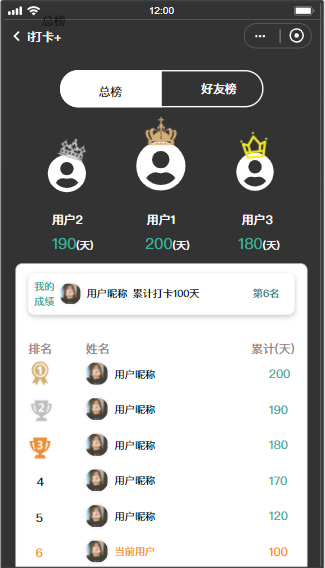 12:00
总榜
i打卡+
总榜 好友榜
用户2 用户1 用户3
190(天) 200(天) 180(天)
我的
成绩
用户昵称 累计打卡100天 第6名
排名 姓名 累计(天)
1 用户昵称 200
2 用户昵称 190
3 用户昵称 180
4 用户昵称 170
5 用户昵称 120
6 当前用户 100